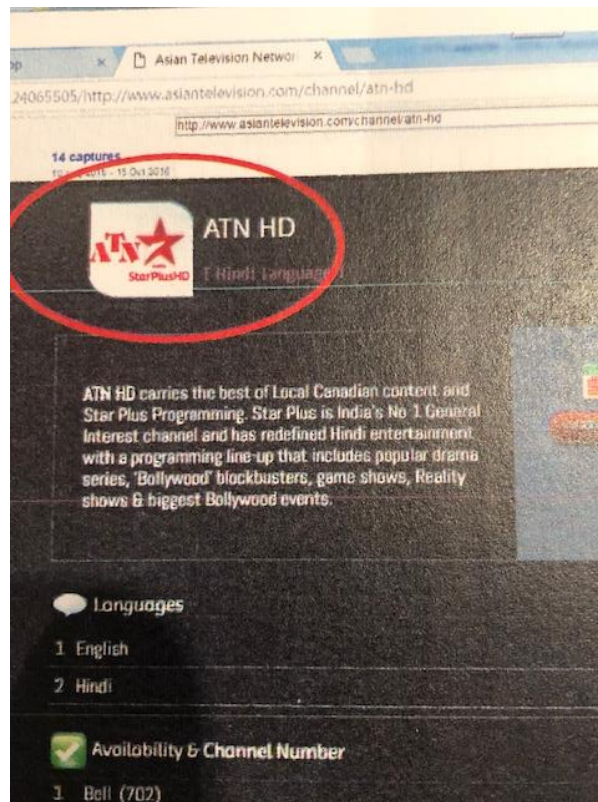 Asian Television Networ
24065505/http://www.asiantelevision.com/channel/atn-hd
http://www.asiantelevision.com/channel/atn-hd
14 captures
2016 - 15 Oct 2016
ATN
StarPlusHD
ATN HD
Hindi Language
ATN HD carries the best of Local Canadian content and
Star Plus Programming. Star Plus is India's No 1 General
Interest channel and has redefined Hindi entertainment
with a programming line-up that includes popular drama
series, 'Bollywood' blockbusters, game shows, Reality
shows & biggest Bollywood events.
Languages
1 English
2 Hindi
Availability & Channel Number
1 Bell (702)